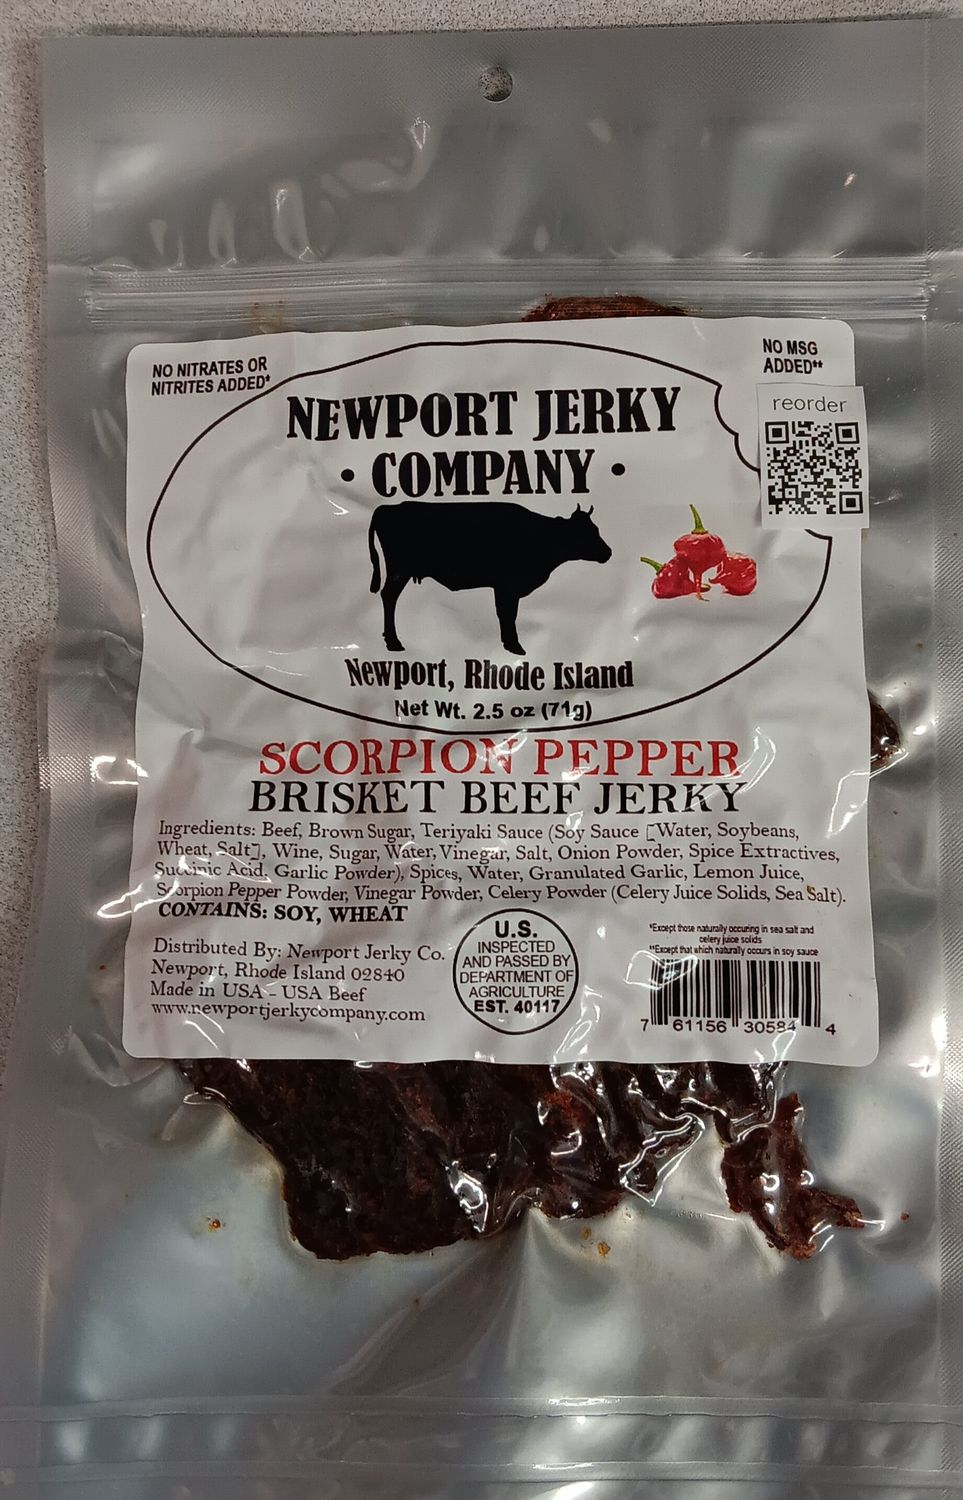 NO NITRATES OR
NITRITES ADDED*
NO MSG
ADDED**
reorder
NEWPORT JERKY
• COMPANY •
Newport, Rhode Island
Net Wt. 2.5 oz (71g)
SCORPION PEPPER
BRISKET BEEF JERKY
Ingredients: Beef, Brown Sugar, Teriyaki Sauce (Soy Sauce [Water, Soybeans,
Wheat, Salt], Wine, Sugar, Water, Vinegar, Salt, Onion Powder, Spice Extractives,
Succinic Acid, Garlic Powder), Spices, Water, Granulated Garlic, Lemon Juice,
Scorpion Pepper Powder, Vinegar Powder, Celery Powder (Celery Juice Solids, Sea Salt).
CONTAINS: SOY, WHEAT
Distributed By: Newport Jerky Co.
Newport, Rhode Island 02840
Made in USA - USA Beef
www.newportjerkycompany.com
U.S.
INSPECTED
AND PASSED BY
DEPARTMENT OF
AGRICULTURE
EST. 40117
*Except those naturally occuring in sea salt and
celery juice solids
**Except that which naturally occurs in soy sauce
7 61156 30584 4